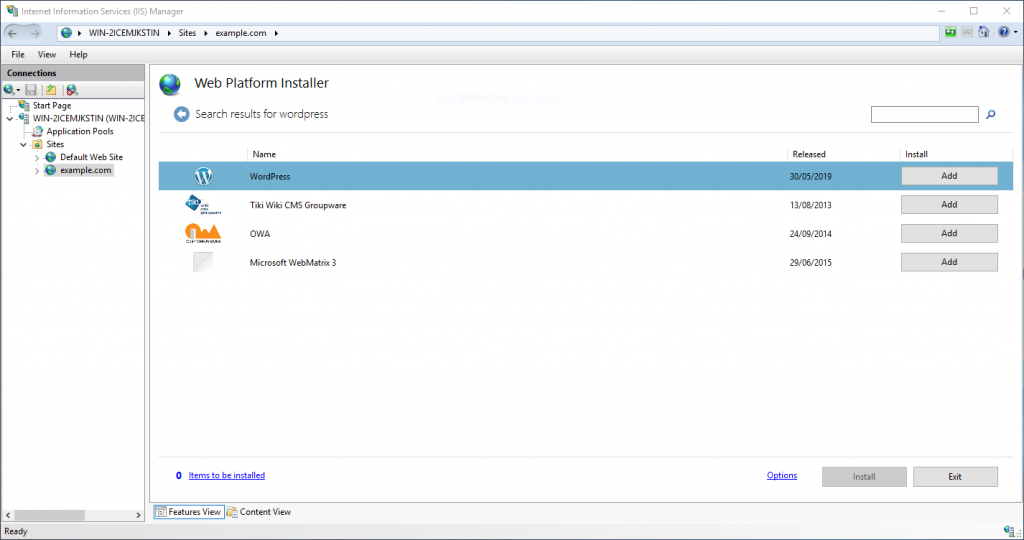 Internet Information Services (IIS) Manager
WIN-2ICEMJKSTIN Sites example.com
File View Help
Connections
Start Page
WIN-2ICEMJKSTIN (WIN-2ICE
Application Pools
Sites
Default Web Site
example.com
Web Platform Installer
Search results for wordpress
Name Released Install
WordPress 30/05/2019 Add
Tiki Wiki CMS Groupware 13/08/2013 Add
OWA 24/09/2014 Add
Microsoft WebMatrix 3 29/06/2015 Add
0 Items to be installed Options Install Exit
Features View Content View
Ready